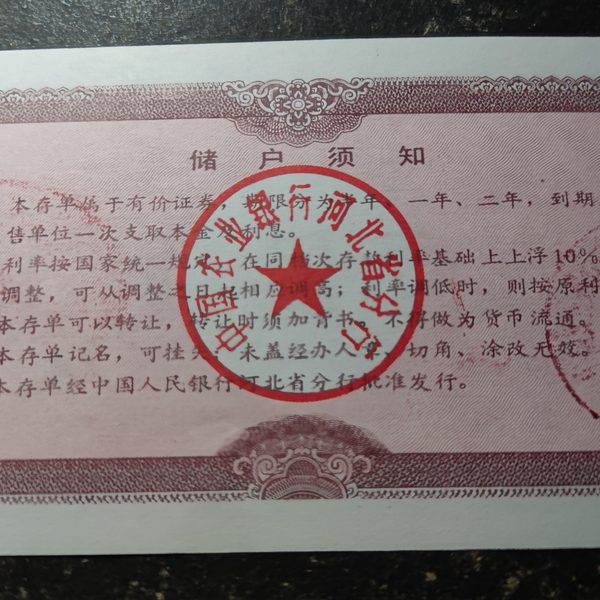 储户须知
本存单属于有价证券，期限分为半年、一年、二年，到期
售单位一次支取本金及利息。
利率按国家统一规定，在同档次存款利率基础上上浮10%
调整，可从调整之日起相应调高；利率调低时，则按原利
本存单可以转让，转让时须加背书。不得做为货币流通。
本存单记名，可挂失；未盖经办人章、切角、涂改无效。
本存单经中国人民银行河北省分行批准发行。
中国农业银行河北省分行